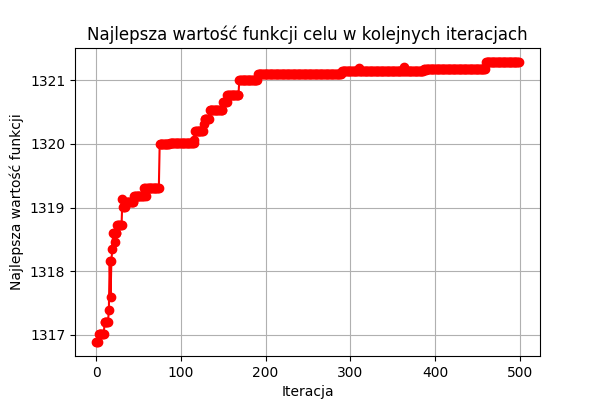 Najlepsza wartość funkcji celu w kolejnych iteracjach
Najlepsza wartość funkcji
1321
1320
1319
1318
1317
0 100 200 300 400 500
Iteracja